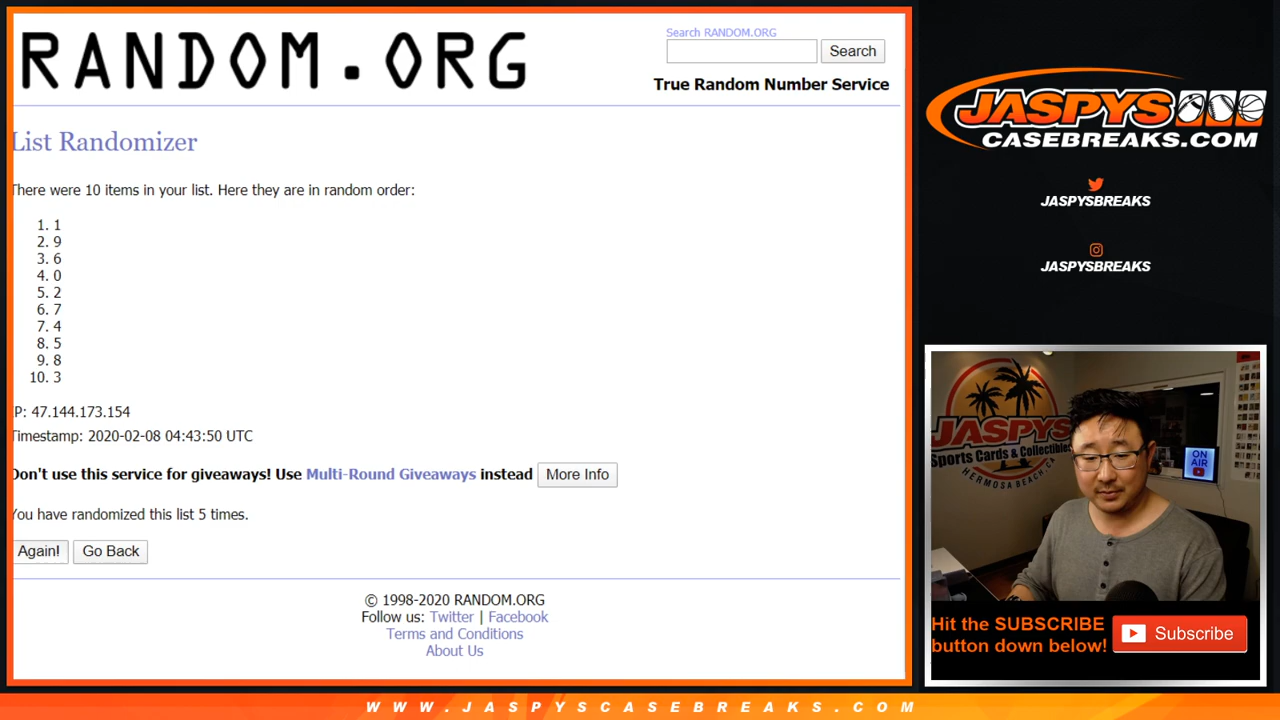 RANDOM.ORG
Search RANDOM.ORG
Search
True Random Number Service
List Randomizer
There were 10 items in your list. Here they are in random order:
1. 1
2. 9
3. 6
4. 0
5. 2
6. 7
7. 4
8. 5
9. 8
10. 3
IP: 47.144.173.154
Timestamp: 2020-02-08 04:43:50 UTC
Don't use this service for giveaways! Use Multi-Round Giveaways instead More Info
You have randomized this list 5 times.
Again! Go Back
© 1998-2020 RANDOM.ORG
Follow us: Twitter | Facebook
Terms and Conditions
About Us
JASPYS
CASEBREAKS.COM
JASPYSBREAKS
JASPYSBREAKS
JASPYS
Sports Cards & Collectibles
HERMOSA BEACH, CA
ON
AIR
Hit the SUBSCRIBE
button down below!
Subscribe
WWW.JASPYSCASEBREAKS.COM